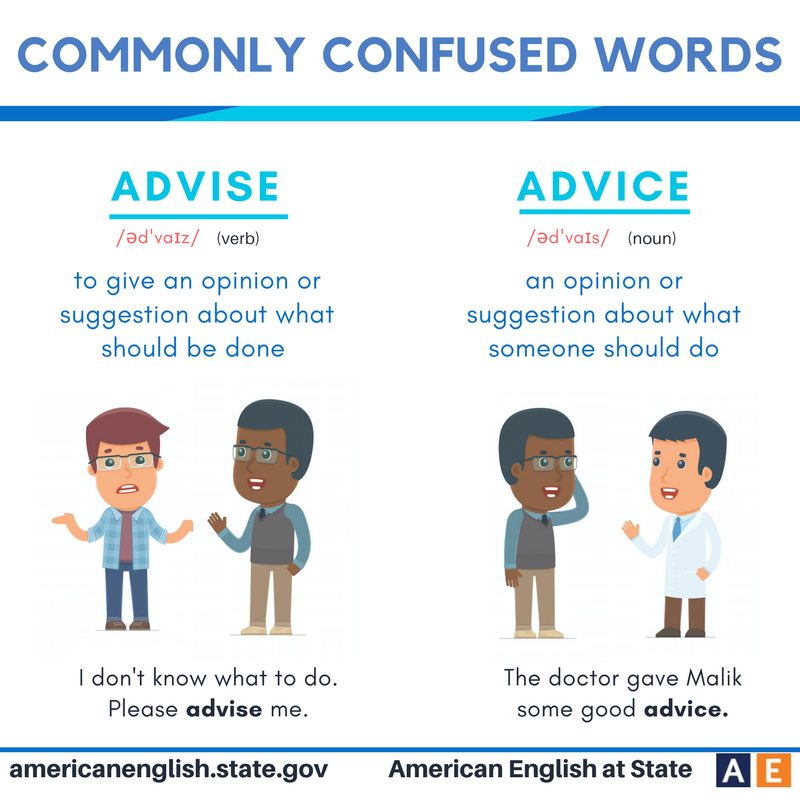 COMMONLY CONFUSED WORDS
ADVISE
/ədˈvaɪz/ (verb)
to give an opinion or
suggestion about what
should be done
I don't know what to do.
Please advise me.
ADVICE
/ədˈvaɪs/ (noun)
an opinion or
suggestion about what
someone should do
The doctor gave Malik
some good advice.
americanenglish.state.gov
American English at State
AE